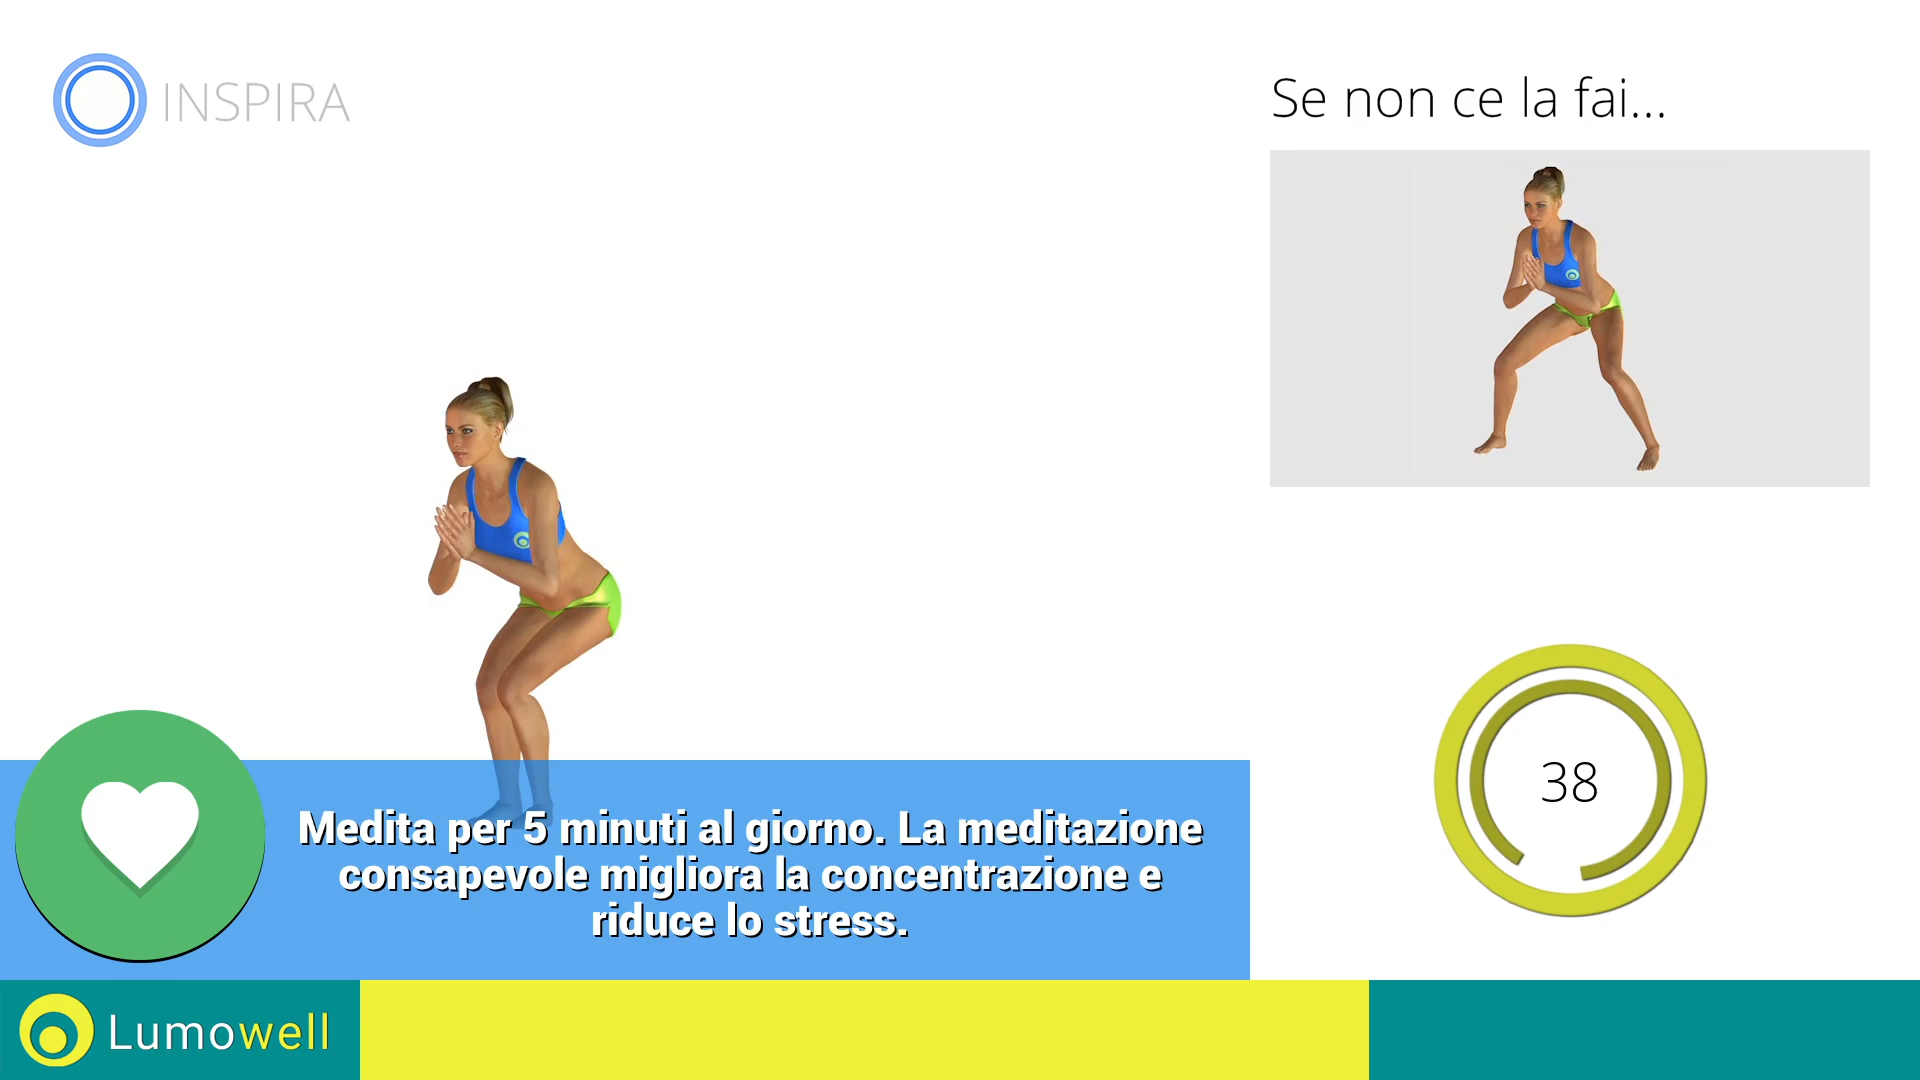 INSPIRA
Se non ce la fai...
38
Medita per 5 minuti al giorno. La meditazione
consapevole migliora la concentrazione e
riduce lo stress.
Lumowell